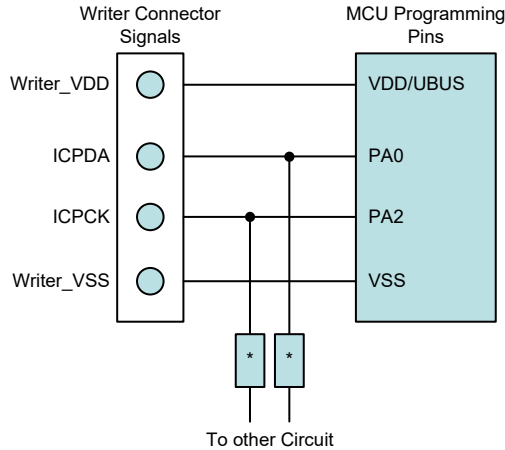 Writer Connector
Signals
MCU Programming
Pins
Writer_VDD
VDD/UBUS
ICPDA
PA0
ICPCK
PA2
Writer_VSS
VSS
* *
To other Circuit